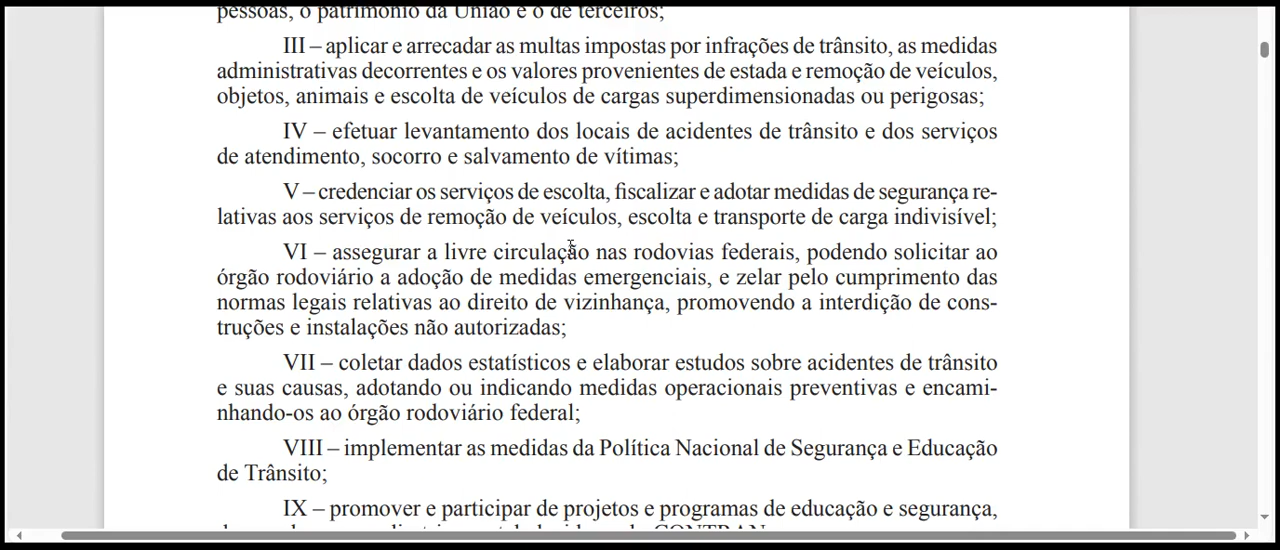 pessoas, o patrimônio da União e o de terceiros;
III – aplicar e arrecadar as multas impostas por infrações de trânsito, as medidas
administrativas decorrentes e os valores provenientes de estada e remoção de veículos,
objetos, animais e escolta de veículos de cargas superdimensionadas ou perigosas;
IV – efetuar levantamento dos locais de acidentes de trânsito e dos serviços
de atendimento, socorro e salvamento de vítimas;
V – credenciar os serviços de escolta, fiscalizar e adotar medidas de segurança re-
lativas aos serviços de remoção de veículos, escolta e transporte de carga indivisível;
VI – assegurar a livre circulação nas rodovias federais, podendo solicitar ao
órgão rodoviário a adoção de medidas emergenciais, e zelar pelo cumprimento das
normas legais relativas ao direito de vizinhança, promovendo a interdição de cons-
truções e instalações não autorizadas;
VII – coletar dados estatísticos e elaborar estudos sobre acidentes de trânsito
e suas causas, adotando ou indicando medidas operacionais preventivas e encami-
nhando-os ao órgão rodoviário federal;
VIII – implementar as medidas da Política Nacional de Segurança e Educação
de Trânsito;
IX – promover e participar de projetos e programas de educação e segurança,
CONTRAN